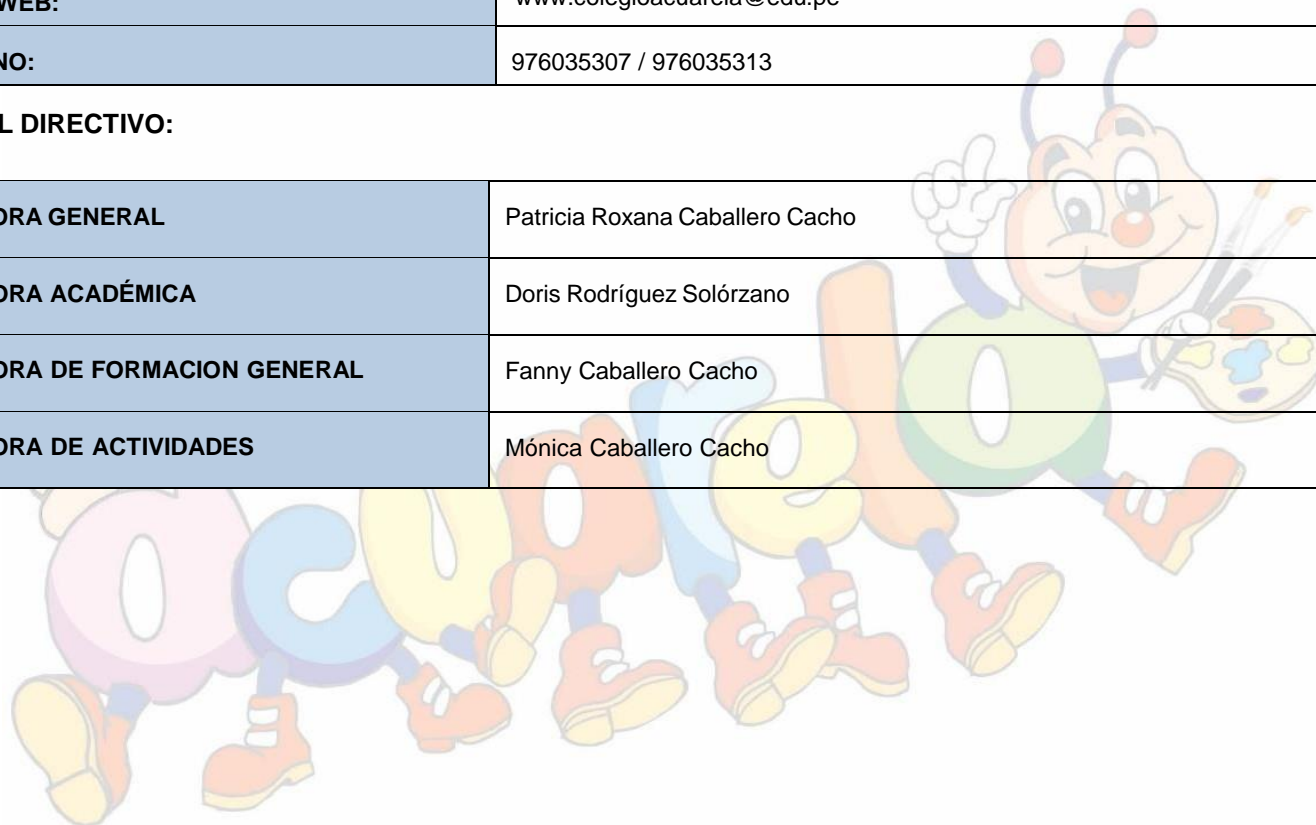 WEB: www.colegioacuarela@edu.pe
NO: 976035307 / 976035313
L DIRECTIVO:
ORA GENERAL Patricia Roxana Caballero Cacho
ORA ACADÉMICA Doris Rodríguez Solórzano
ORA DE FORMACION GENERAL Fanny Caballero Cacho
ORA DE ACTIVIDADES Mónica Caballero Cacho
acuarela